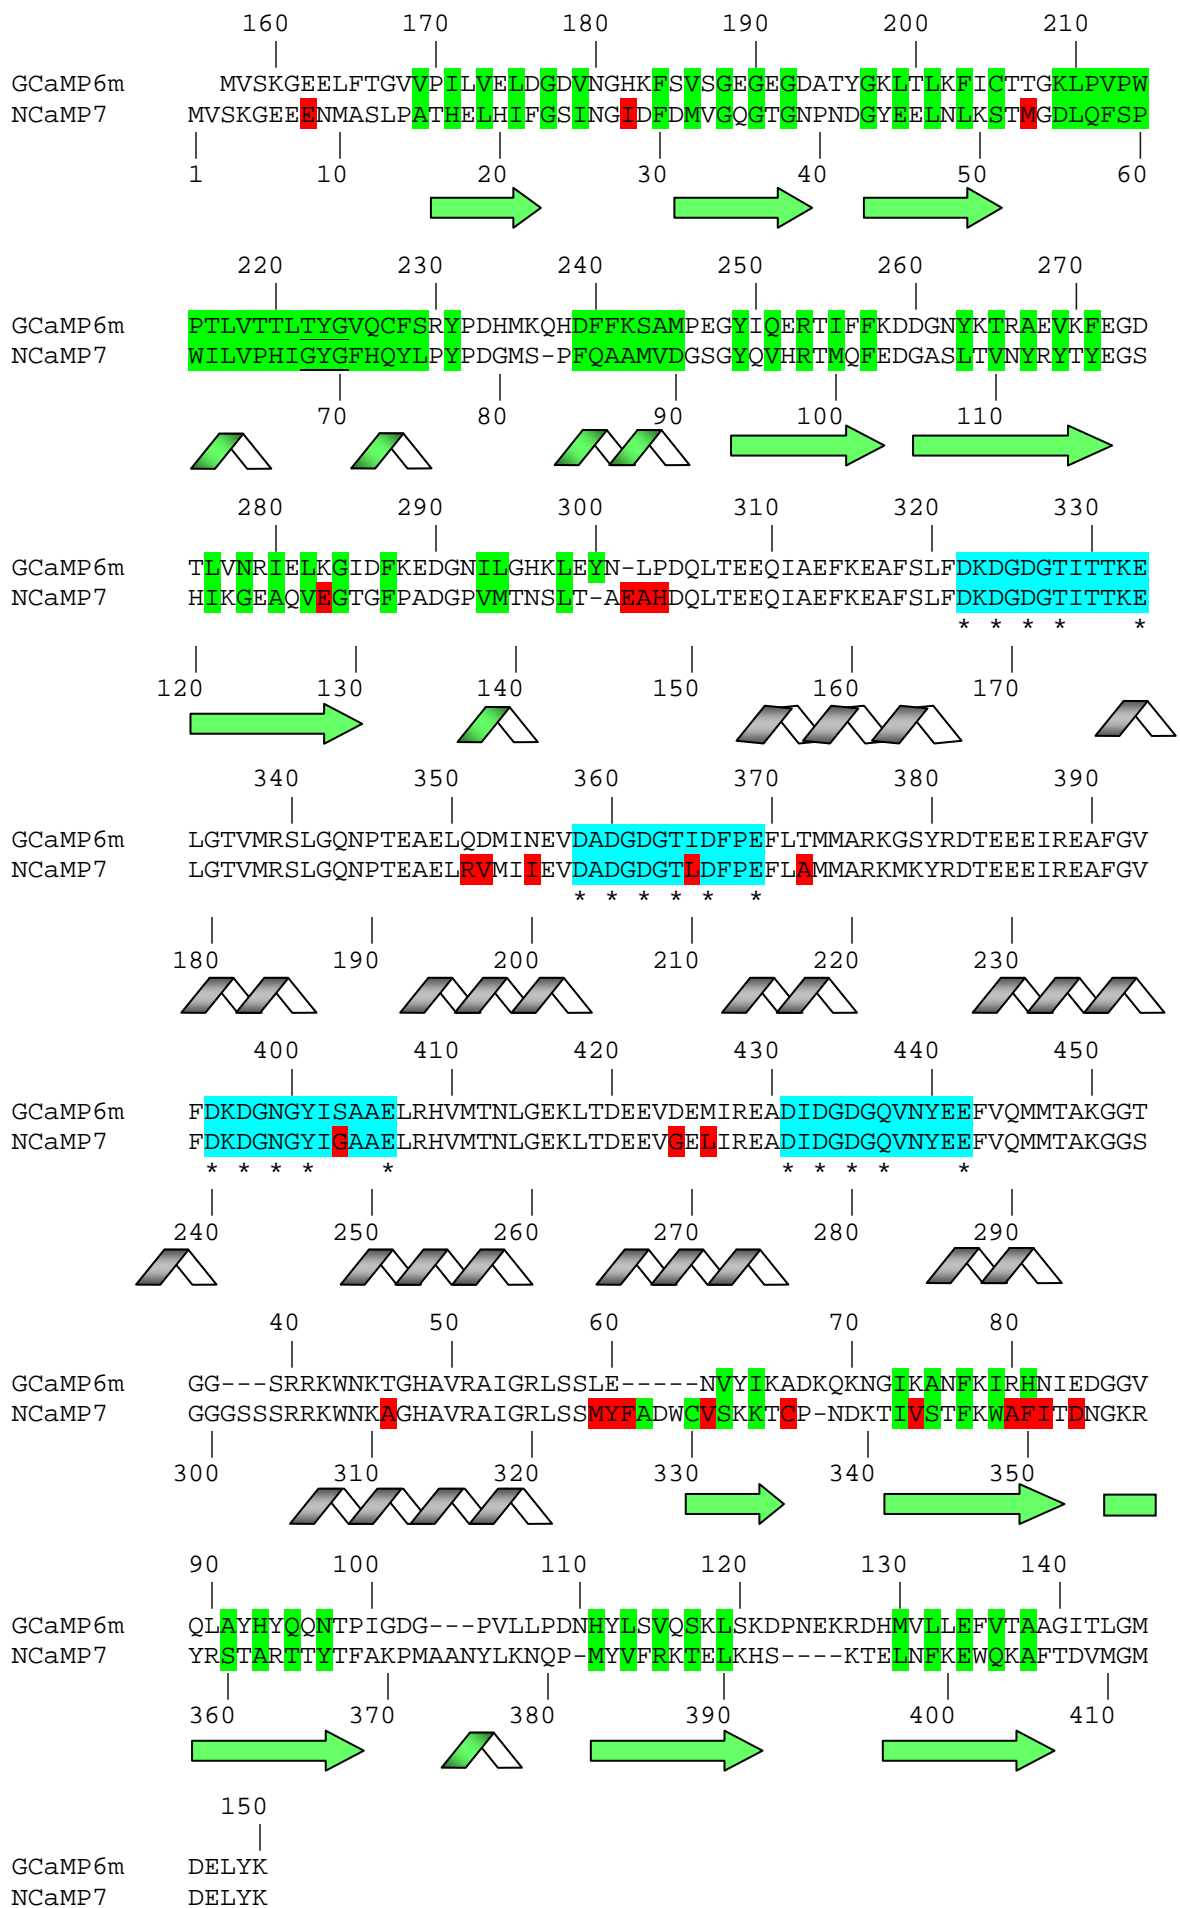 160 170 180 190 200 210
GCaMP6m MVSKGEELFTGVVPILVELDGDVNGHKFSVSGEGEGDATYGKLTLKFICTTGKLPVPW
NCaMP7 MVSKGEEENMASLPATHELHIFGSINGIDFDMVGQGTGNPNDGYEELNLKSTMGDLQFSP
1 10 20 30 40 50 60
220 230 240 250 260 270
GCaMP6m PTLVTTLTYGVQCFSRYPDHMKQHDFFKSAMPEGYIQERTIFFKDDGNYKTRAEVKFEGD
NCaMP7 WILVPHIGYGFHQYLPYPDGMS-PFQAAMVDGSGYQVHRTMQFEDGASLTVNYRYTYEGS
70 80 90 100 110
280 290 300 310 320 330
GCaMP6m TLVNRIELKGIDFKEDGNILGHKLEYN-LPDQLTEEQIAEFKEAFSLFDKDGDGTITTKE
NCaMP7 HIKGEAQVEGTGFPADGPVMTNSLT-AEAHDQLTEEQIAEFKEAFSLFDKDGDGTITTKE
* * * * *
120 130 140 150 160 170
340 350 360 370 380 390
GCaMP6m LGTVMRSLGQNPTEAELQDMINEVDADGDGTIDFPEFLTMMARKGSYRDTEEEIREAFGV
NCaMP7 LGTVMRSLGQNPTEAELRVMIIEVDADGDGTLDFPEFLAMMARKMKYRDTEEEIREAFGV
* * * * * *
180 190 200 210 220 230
400 410 420 430 440 450
GCaMP6m FDKDGNGYISAAELRHVMTNLGEKLTDEEVDEMIREADIDGDGQVNYEEFVQMMTAKGGT
NCaMP7 FDKDGNGYIGAAELRHVMTNLGEKLTDEEVGELIREADIDGDGQVNYEEFVQMMTAKGGS
* * * * * * * * * *
240 250 260 270 280 290
40 50 60 70 80
GCaMP6m GG---SRRKWNKTGHAVRAIGRLSSLE-----NVYIKADKQKNGIKANFKIRHNIEDGGV
NCaMP7 GGGSSSRRKWNKAGHAVRAIGRLSSMYFADWCVSKKTCP-NDKTIVSTFKWAFITDNGKR
300 310 320 330 340 350
90 100 110 120 130 140
GCaMP6m QLAYHYQQNTPIGDG---PVLLPDNHYLSVQSKLSKDPNEKRDHMVLLEFVTAAGITLGM
NCaMP7 YRSTARTTYTFAKPMAANYLKNQP-MYVFRKTELKHS----KTELNFKEWQKAFTDVMGM
360 370 380 390 400 410
150
GCaMP6m DELYK
NCaMP7 DELYK